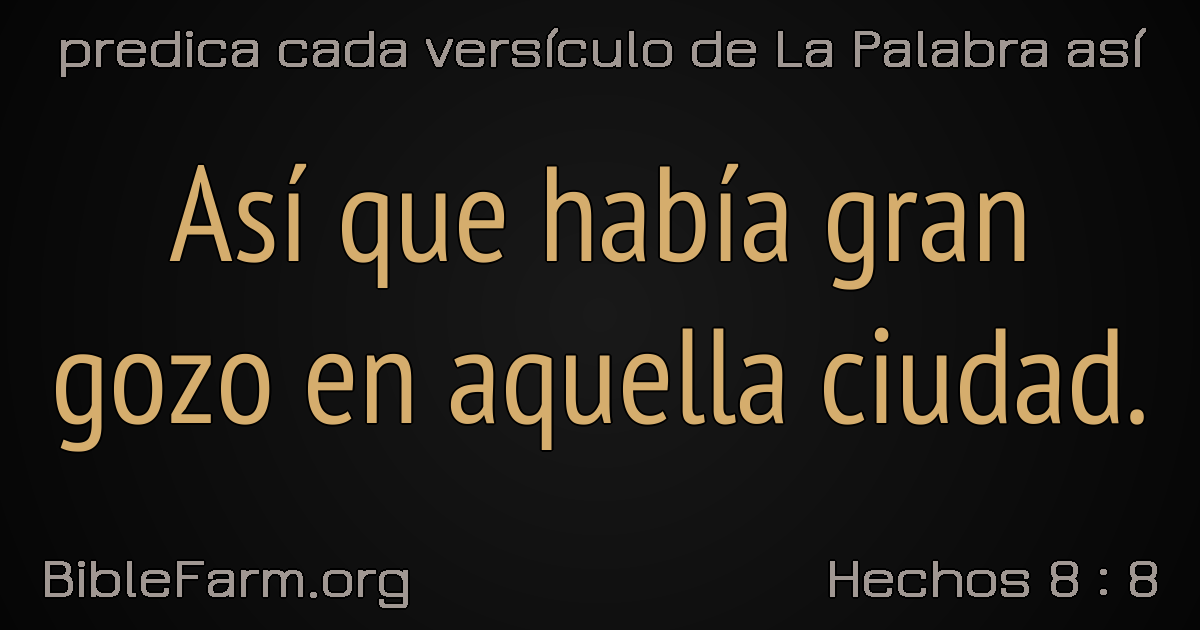 predica cada versículo de La Palabra así
Así que había gran
gozo en aquella ciudad.
BibleFarm.org
Hechos 8 : 8